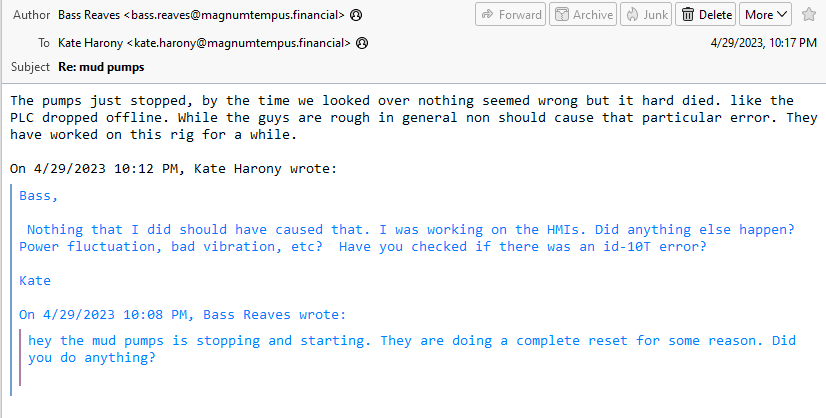 Author Bass Reaves <bass.reaves@magnumtempus.financial> Forward Archive Junk Delete More
To Kate Harony <kate.harony@magnumtempus.financial> 4/29/2023, 10:17 PM
Subject Re: mud pumps
The pumps just stopped, by the time we looked over nothing seemed wrong but it hard died. like the
PLC dropped offline. While the guys are rough in general non should cause that particular error. They
have worked on this rig for a while.
On 4/29/2023 10:12 PM, Kate Harony wrote:
Bass,
Nothing that I did should have caused that. I was working on the HMIs. Did anything else happen?
Power fluctuation, bad vibration, etc?  Have you checked if there was an id-10T error?
Kate
On 4/29/2023 10:08 PM, Bass Reaves wrote:
hey the mud pumps is stopping and starting. They are doing a complete reset for some reason. Did
you do anything?